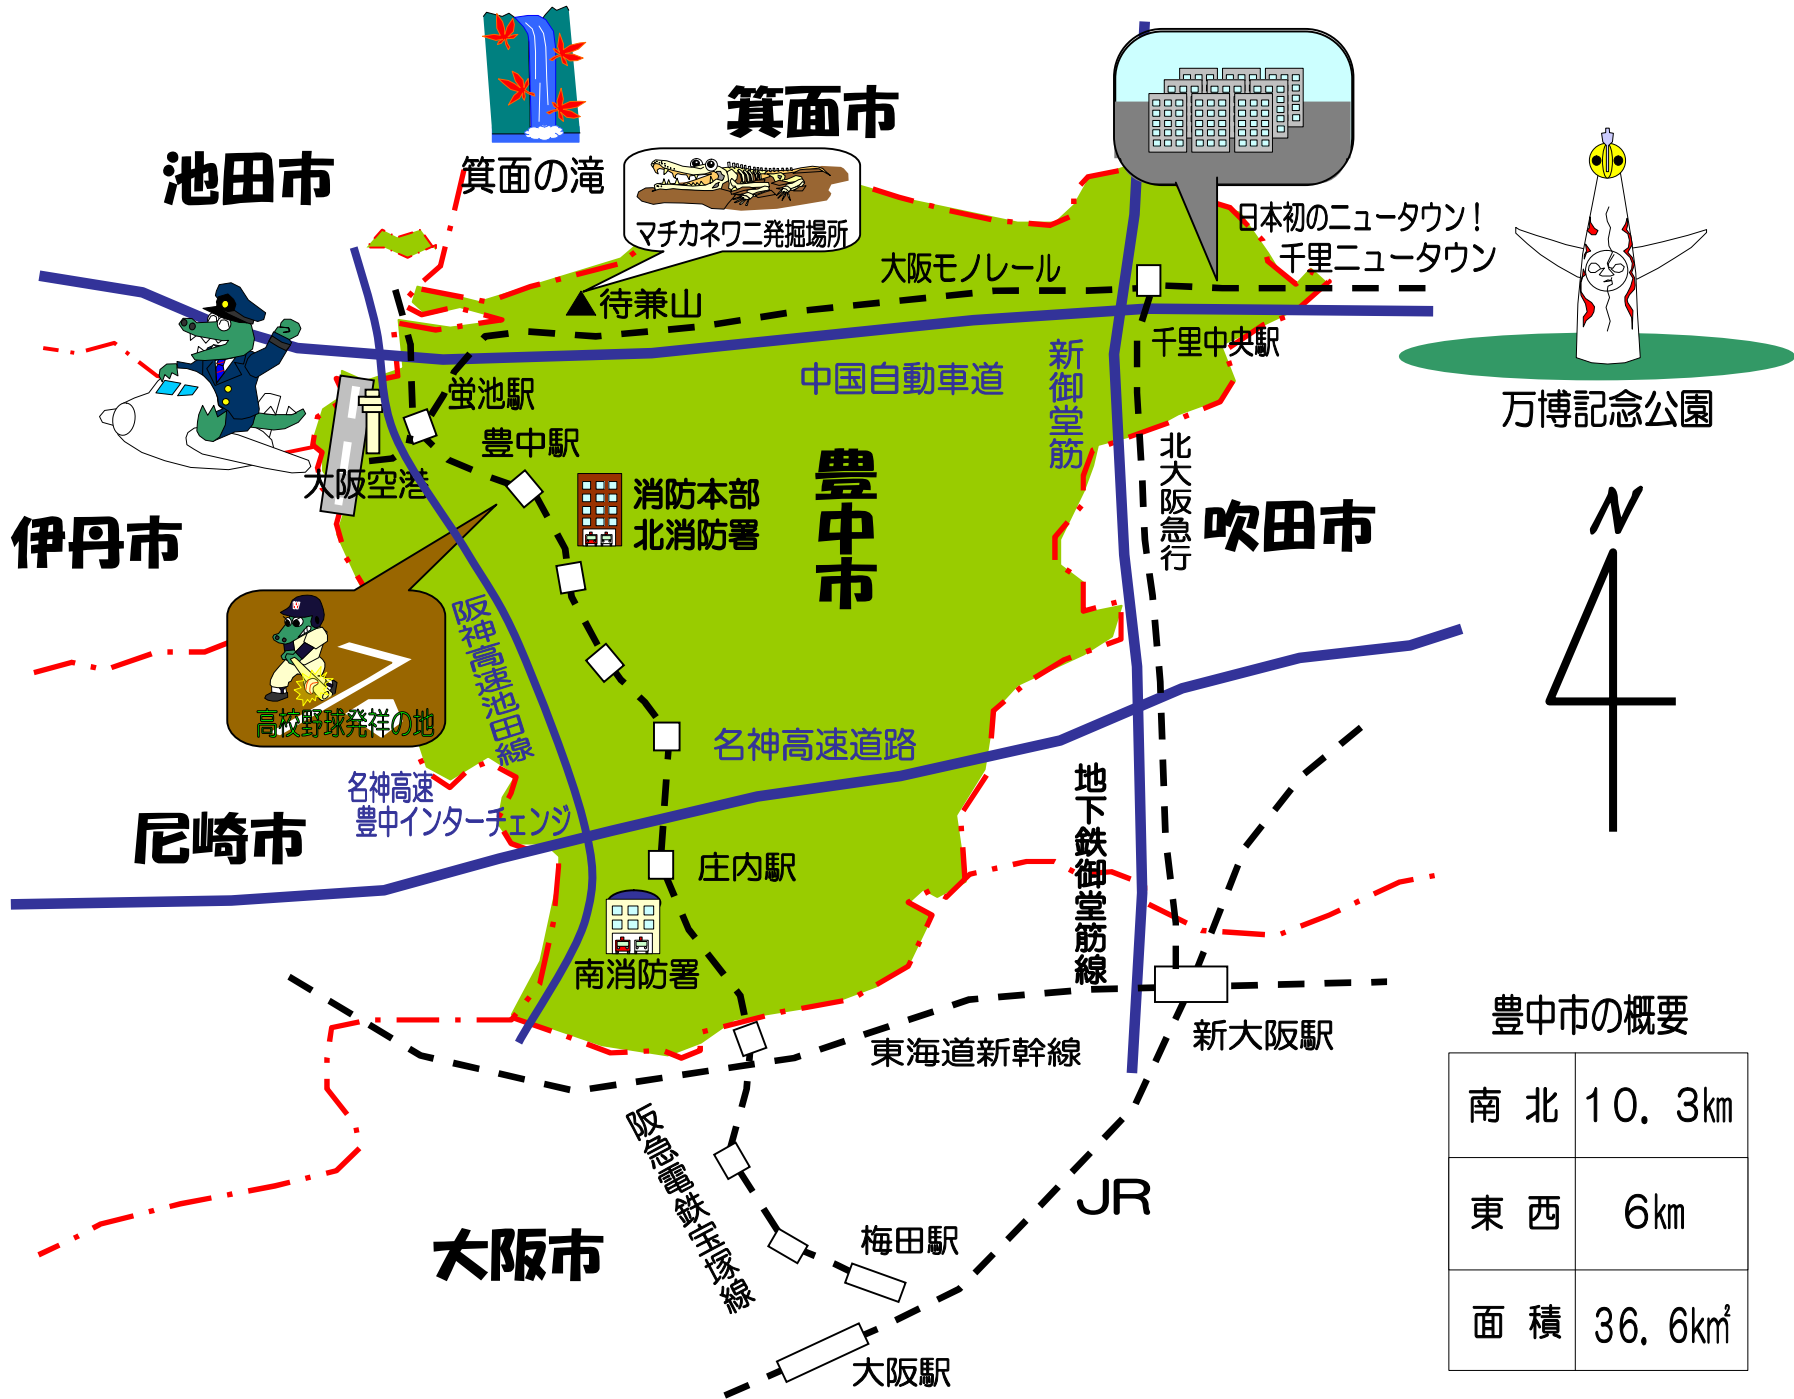 箕面市
池田市
箕面の滝
マチカネワニ発掘場所
日本初のニュータウン!
千里ニュータウン
大阪モノレール
▲待兼山
千里中央駅
中国自動車道
新御堂筋
蛍池駅
万博記念公園
豊中駅
北大阪急行
大阪空港
消防本部
北消防署
豊中市
吹田市
N
伊丹市
W
阪神高速池田線
高校野球発祥の地
名神高速道路
名神高速
豊中インターチェンジ
地下鉄御堂筋線
尼崎市
庄内駅
南消防署
東海道新幹線
新大阪駅
豊中市の概要
南北 10.3km
東西 6km
面積 36.6km²
阪急電鉄宝塚線
JR
梅田駅
大阪市
大阪駅